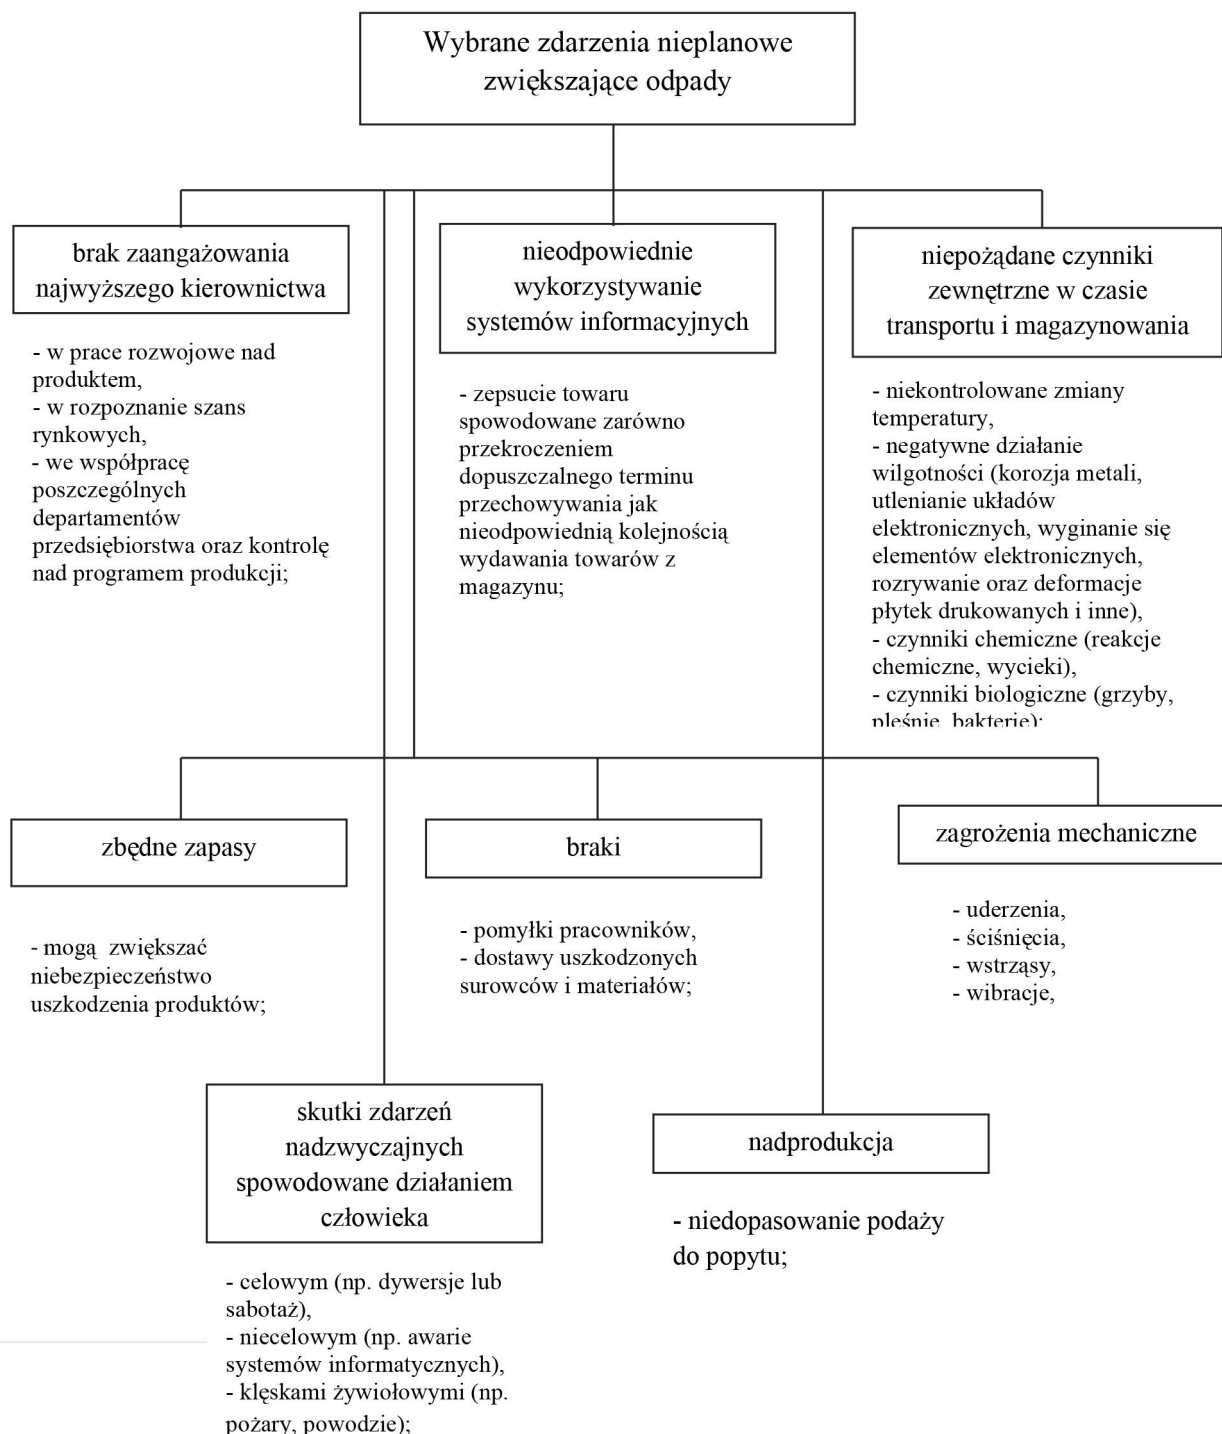 Wybrane zdarzenia nieplanowe
zwiększające odpady
brak zaangażowania
najwyższego kierownictwa
- w prace rozwojowe nad
produktem,
- w rozpoznanie szans
rynkowych,
- we współpracę
poszczególnych
departamentów
przedsiębiorstwa oraz kontrolę
nad programem produkcji;
nieodpowiednie
wykorzystywanie
systemów informacyjnych
- zepsucie towaru
spowodowane zarówno
przekroczeniem
dopuszczalnego terminu
przechowywania jak
nieodpowiednią kolejnością
wydawania towarów z
magazynu;
niepożądane czynniki
zewnętrzne w czasie
transportu i magazynowania
- niekontrolowane zmiany
temperatury,
- negatywne działanie
wilgotności (korozja metali,
utlenianie układów
elektronicznych, wyginanie się
elementów elektronicznych,
rozrywanie oraz deformacje
płytek drukowanych i inne),
- czynniki chemiczne (reakcje
chemiczne, wycieki),
- czynniki biologiczne (grzyby,
pleśnie, bakterie);
zbędne zapasy
- mogą zwiększać
niebezpieczeństwo
uszkodzenia produktów;
braki
- pomyłki pracowników,
- dostawy uszkodzonych
surowców i materiałów;
zagrożenia mechaniczne
- uderzenia,
- ściśnięcia,
- wstrząsy,
- wibracje,
skutki zdarzeń
nadzwyczajnych
spowodowane działaniem
człowieka
- celowym (np. dywersje lub
sabotaż),
- niecelowym (np. awarie
systemów informatycznych),
- klęskami żywiołowymi (np.
pożary, powodzie);
nadprodukcja
- niedopasowanie podaży
do popytu;